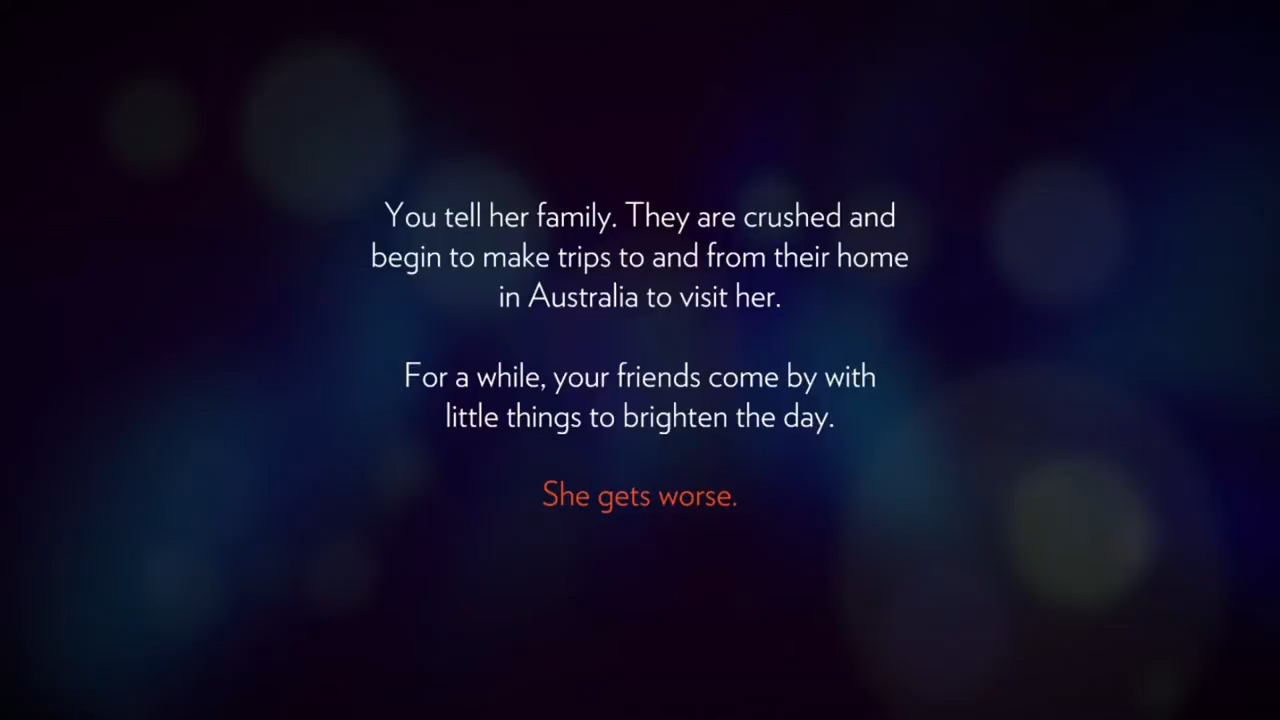 You tell her family. They are crushed and
begin to make trips to and from their home
in Australia to visit her.
For a while, your friends come by with
little things to brighten the day.
She gets worse.